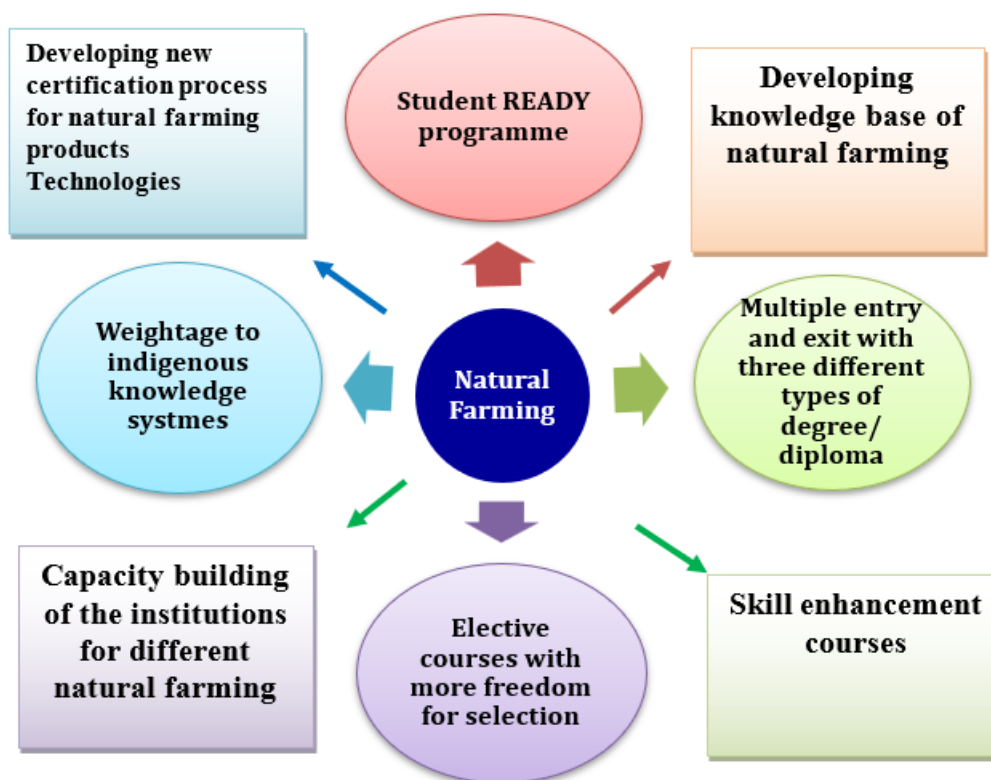 Developing new
certification process
for natural farming
products
Technologies
Student READY
programme
Developing
knowledge base of
natural farming
Weightage to
indigenous
knowledge
systmes
Natural
Farming
Multiple entry
and exit with
three different
types of
degree/
diploma
Capacity building
of the institutions
for different
natural farming
Elective
courses with
more freedom
for selection
Skill enhancement
courses